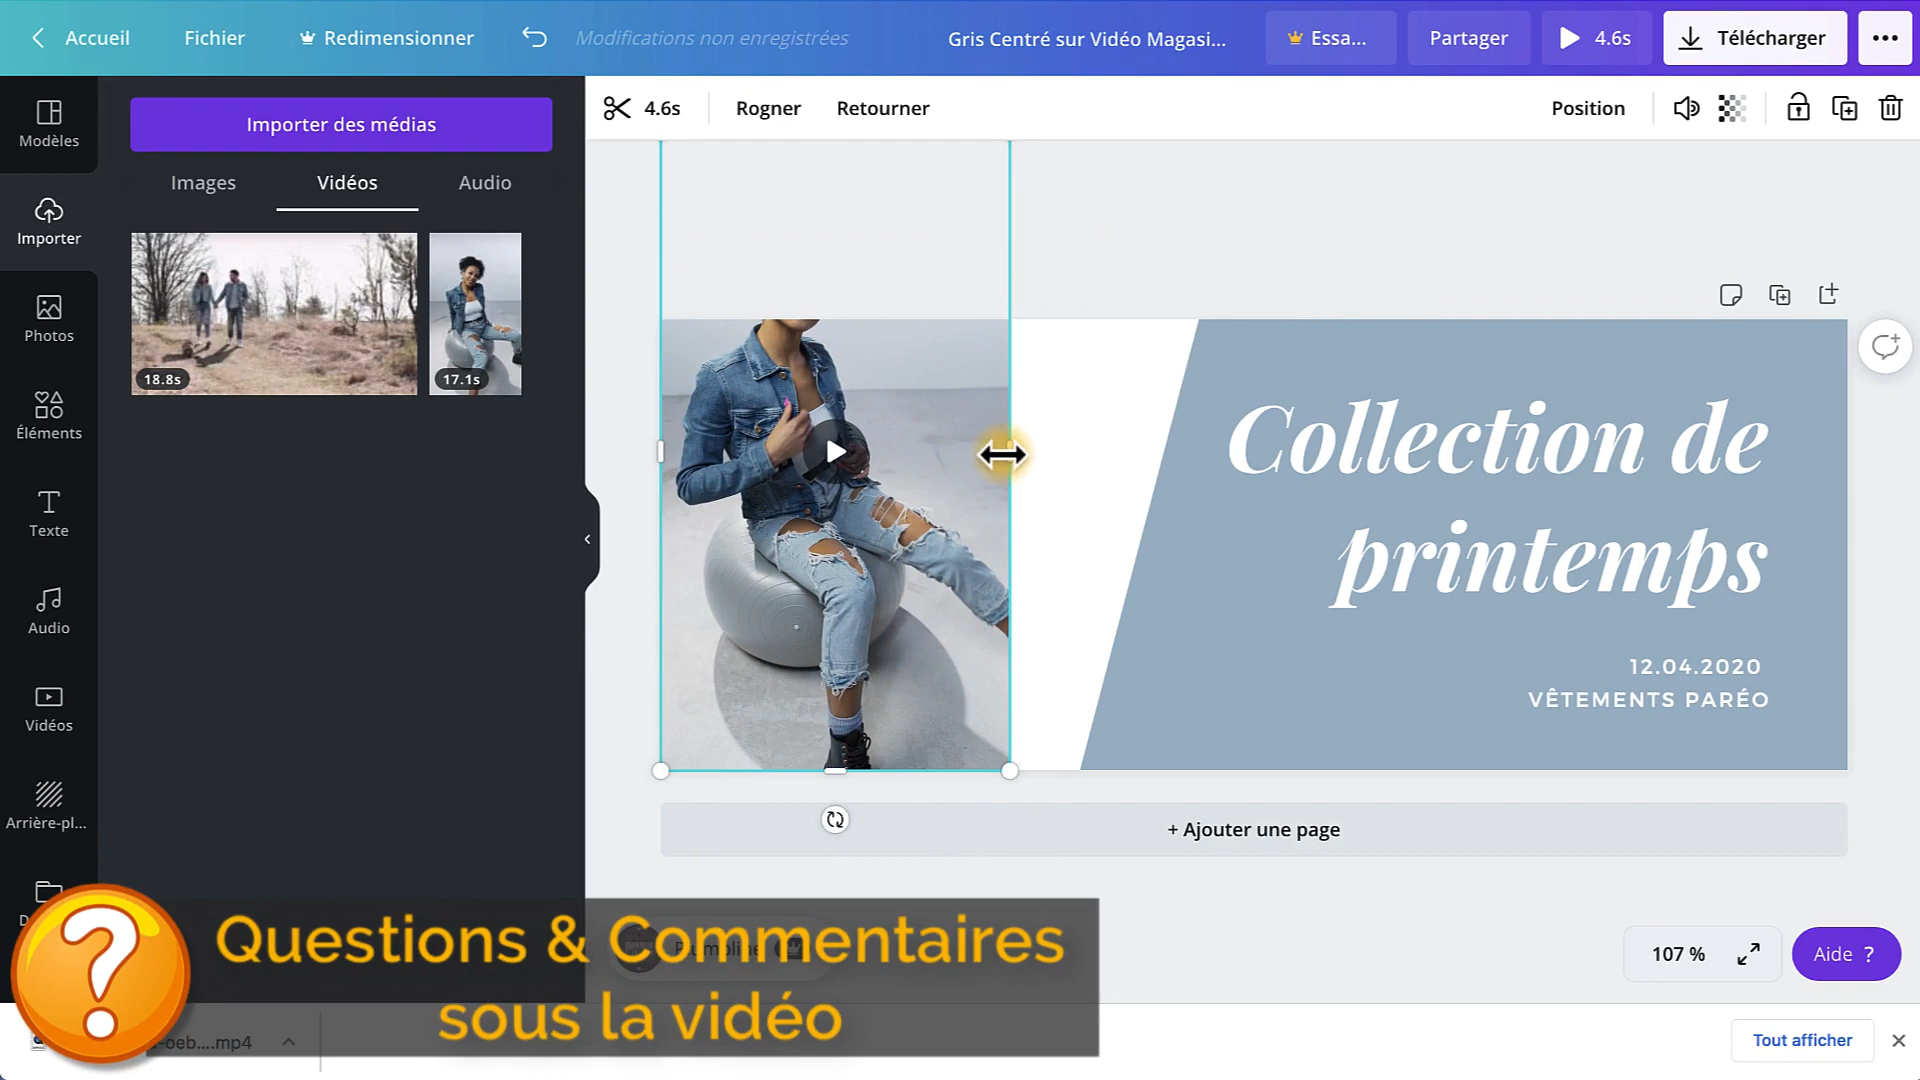 Accueil
Fichier
Redimensionner
Modifications non enregistrées
Gris Centré sur Vidéo Magasi...
Essa...
Partager
4.6s
Télécharger
4.6s
Rogner
Retourner
Position
Modèles
Importer
Photos
Éléments
Texte
Audio
Vidéos
Arrière-pl...
Importer des médias
Images
Vidéos
Audio
18.8s
17.1s
Collection de
printemps
12.04.2020
VÊTEMENTS PARÉO
+ Ajouter une page
?
Questions & Commentaires
sous la vidéo
107 %
Aide ?
-oeb....mp4
Tout afficher